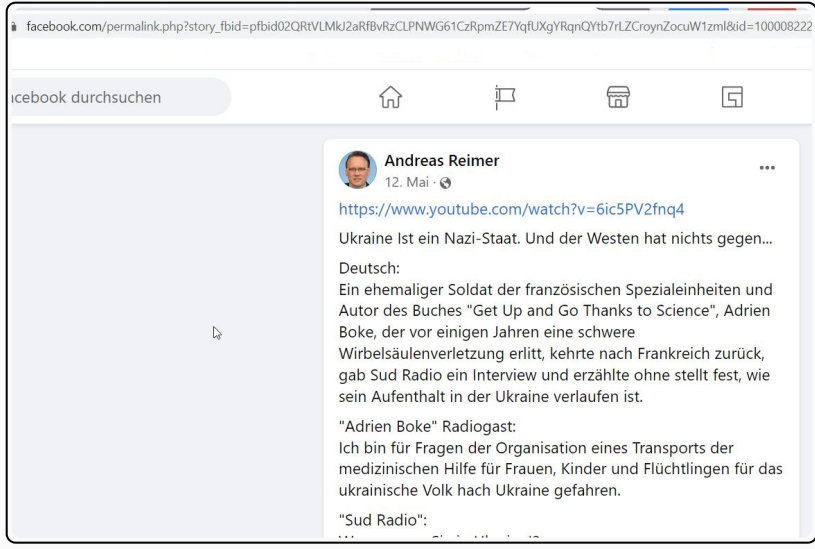 facebook.com/permalink.php?story_fbid=pfbid02QRtVLMkJ2aRfBvRzCLPNWG61CzRpmZE7YqfUXgYRqnQYtb7rLZCroynZocuW1zml&id=100008222
acebook durchsuchen
Andreas Reimer
12. Mai ·
https://www.youtube.com/watch?v=6ic5PV2fnq4
Ukraine Ist ein Nazi-Staat. Und der Westen hat nichts gegen...
Deutsch:
Ein ehemaliger Soldat der französischen Spezialeinheiten und
Autor des Buches "Get Up and Go Thanks to Science", Adrien
Boke, der vor einigen Jahren eine schwere
Wirbelsäulenverletzung erlitt, kehrte nach Frankreich zurück,
gab Sud Radio ein Interview und erzählte ohne stellt fest, wie
sein Aufenthalt in der Ukraine verlaufen ist.
"Adrien Boke" Radiogast:
Ich bin für Fragen der Organisation eines Transports der
medizinischen Hilfe für Frauen, Kinder und Flüchtlingen für das
ukrainische Volk hach Ukraine gefahren.
"Sud Radio":